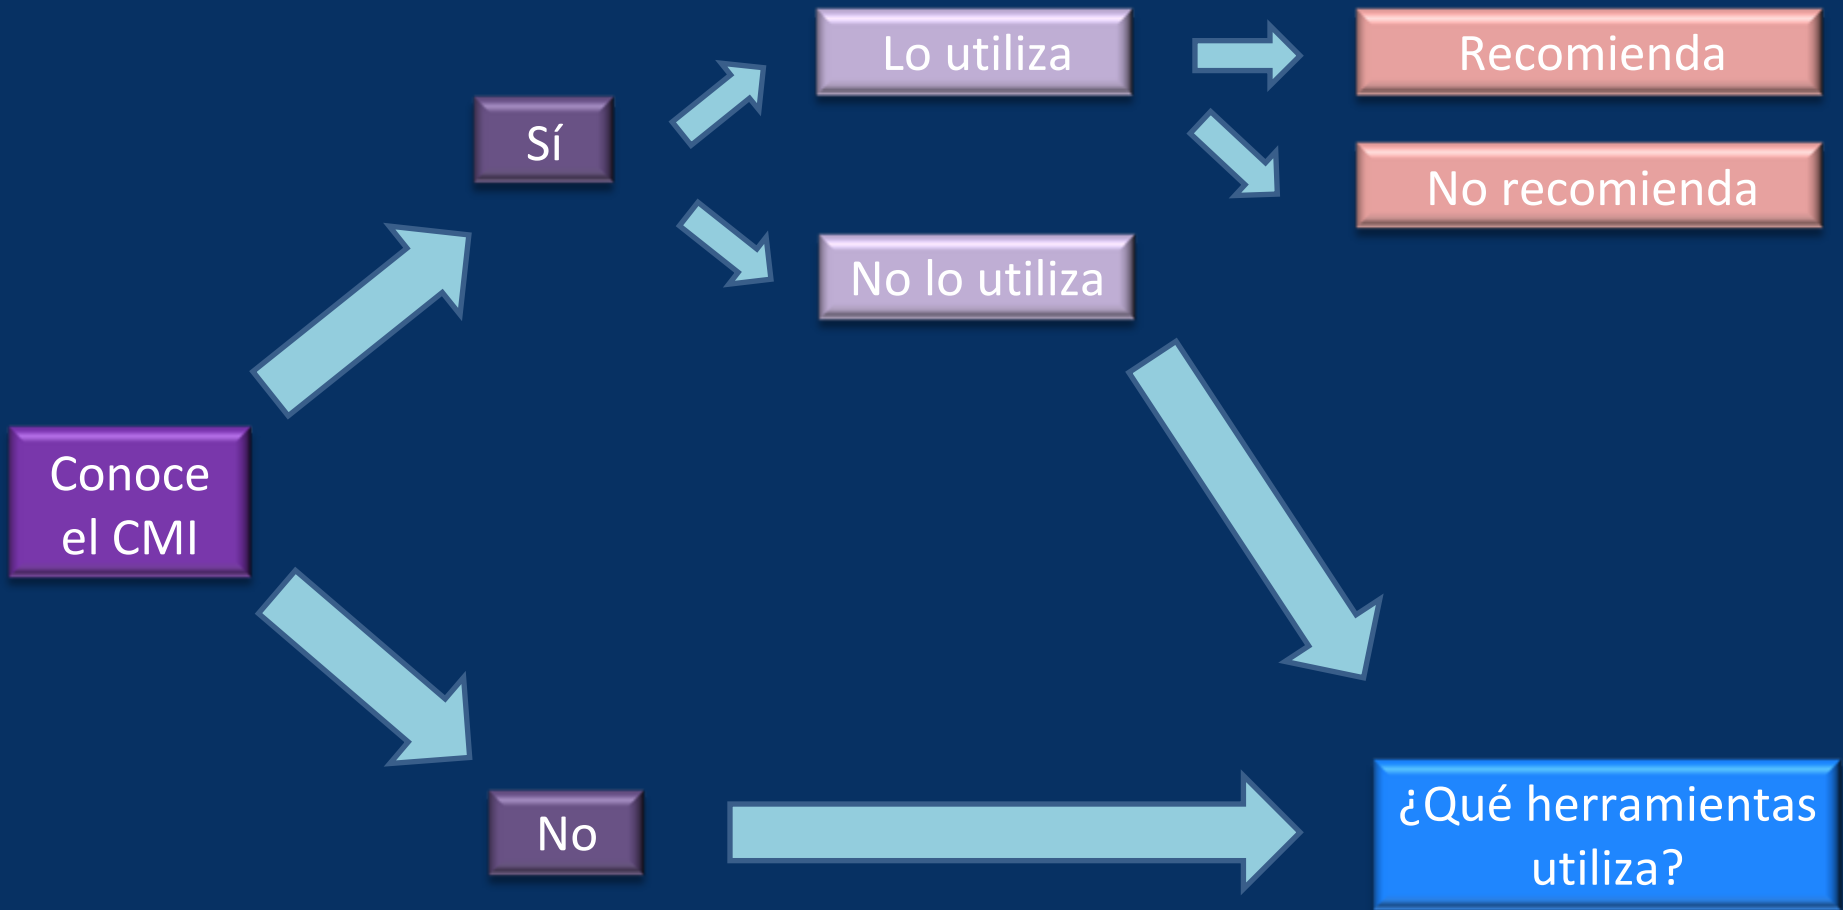 Lo utiliza
Recomienda
Sí
No recomienda
No lo utiliza
Conoce
el CMI
No
¿Qué herramientas
utiliza?